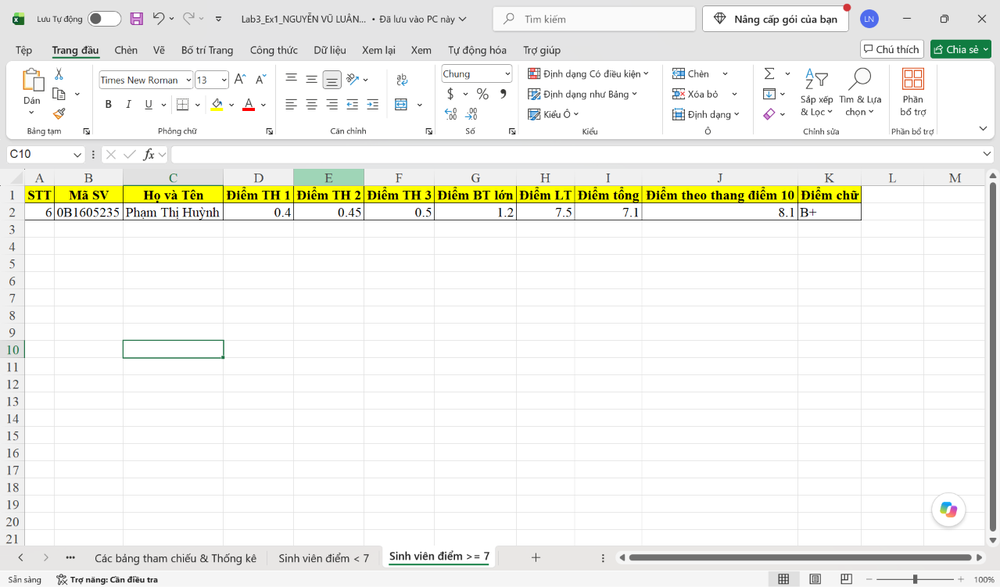 Lưu Tự động Lab3_Ex1_NGUYỄN VŨ LUÂN... • Đã lưu vào PC này Tìm kiếm Nâng cấp gói của bạn LN
Tệp Trang đầu Chèn Vẽ Bố trí Trang Công thức Dữ liệu Xem lại Xem Tự động hóa Trợ giúp Chú thích Chia sẻ
Dán
Bảng tạm
Times New Roman 13
B I U
Phông chữ
ab
Căn chỉnh
Chung
$ % ,
Số
Định dạng Có điều kiện
Định dạng như Bảng
Kiểu Ô
Kiểu
Chèn
Xóa bỏ
Định dạng
Ô
Sắp xếp & Lọc
Tìm & Lựa chọn
Chỉnh sửa
Phần bổ trợ
Phần bổ trợ
C10 fx
A B C D E F G H I J K L M
1 STT Mã SV Họ và Tên Điểm TH 1 Điểm TH 2 Điểm TH 3 Điểm BT lớn Điểm LT Điểm tổng Điểm theo thang điểm 10 Điểm chữ
2 6 0B1605235 Phạm Thị Huỳnh 0.4 0.45 0.5 1.2 7.5 7.1 8.1 B+
3
4
5
6
7
8
9
10
11
12
13
14
15
16
17
18
19
20
21
Các bảng tham chiếu & Thống kê Sinh viên điểm < 7 Sinh viên điểm >= 7
Sẵn sàng Trợ năng: Cần điều tra 100%